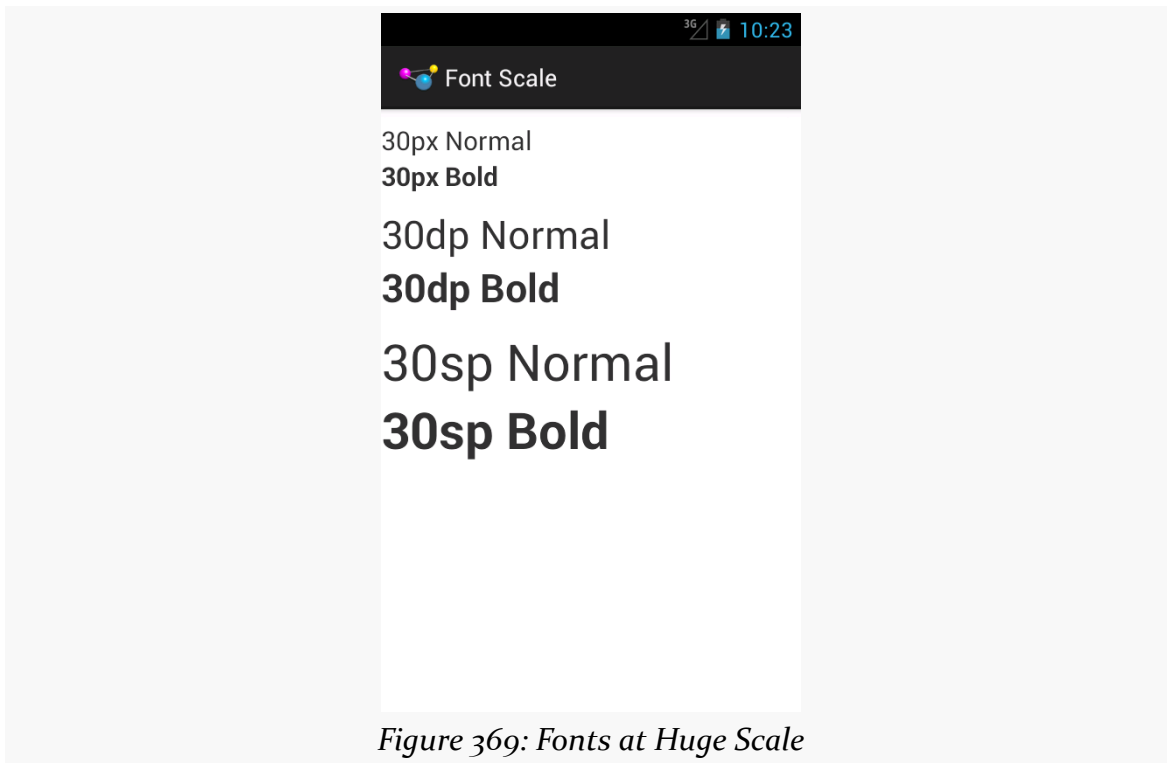 3G 10:23
Font Scale
30px Normal
30px Bold
30dp Normal
30dp Bold
30sp Normal
30sp Bold
Figure 369: Fonts at Huge Scale